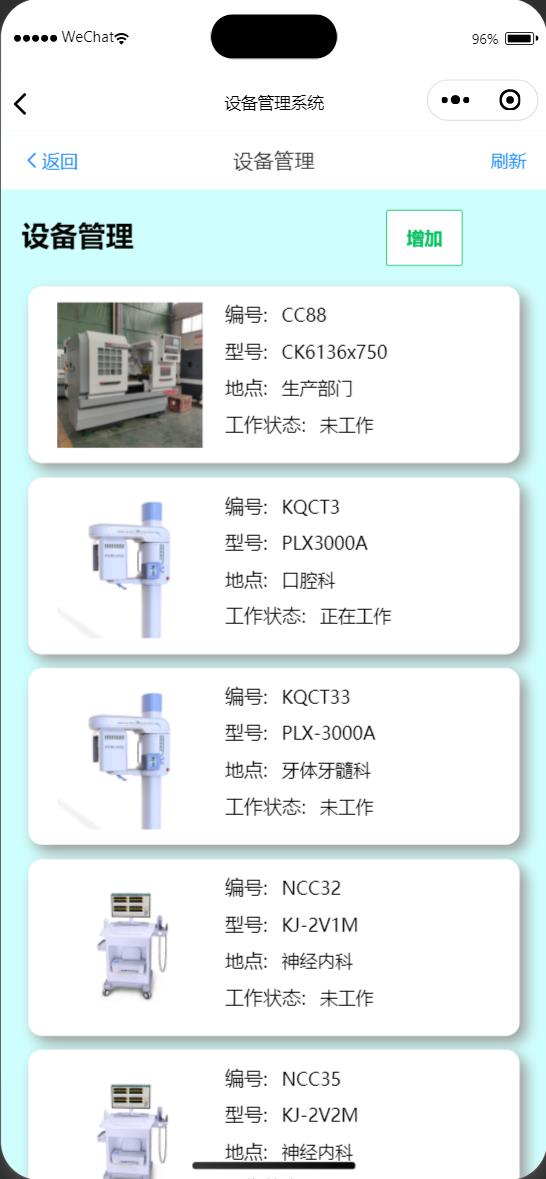 WeChat
96%
设备管理系统
返回
设备管理
刷新
设备管理
增加
编号: CC88
型号: CK6136x750
地点: 生产部门
工作状态: 未工作
编号: KQCT3
型号: PLX3000A
地点: 口腔科
工作状态: 正在工作
编号: KQCT33
型号: PLX-3000A
地点: 牙体牙髓科
工作状态: 未工作
编号: NCC32
型号: KJ-2V1M
地点: 神经内科
工作状态: 未工作
编号: NCC35
型号: KJ-2V2M
地点: 神经内科